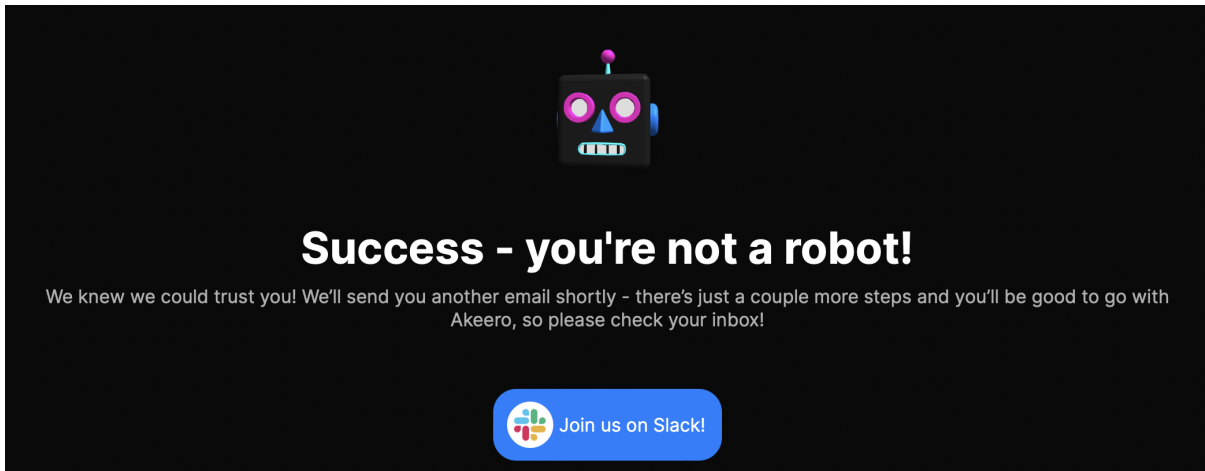 Success - you're not a robot!
We knew we could trust you! We’ll send you another email shortly - there’s just a couple more steps and you’ll be good to go with
Akeero, so please check your inbox!
Join us on Slack!